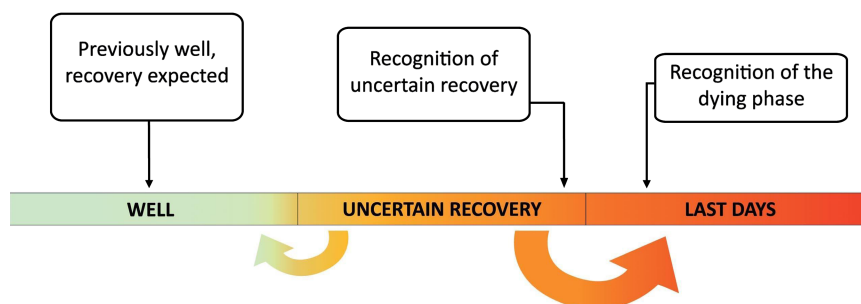 Previously well,
recovery expected
Recognition of
uncertain recovery
Recognition of the
dying phase
WELL
UNCERTAIN RECOVERY
LAST DAYS